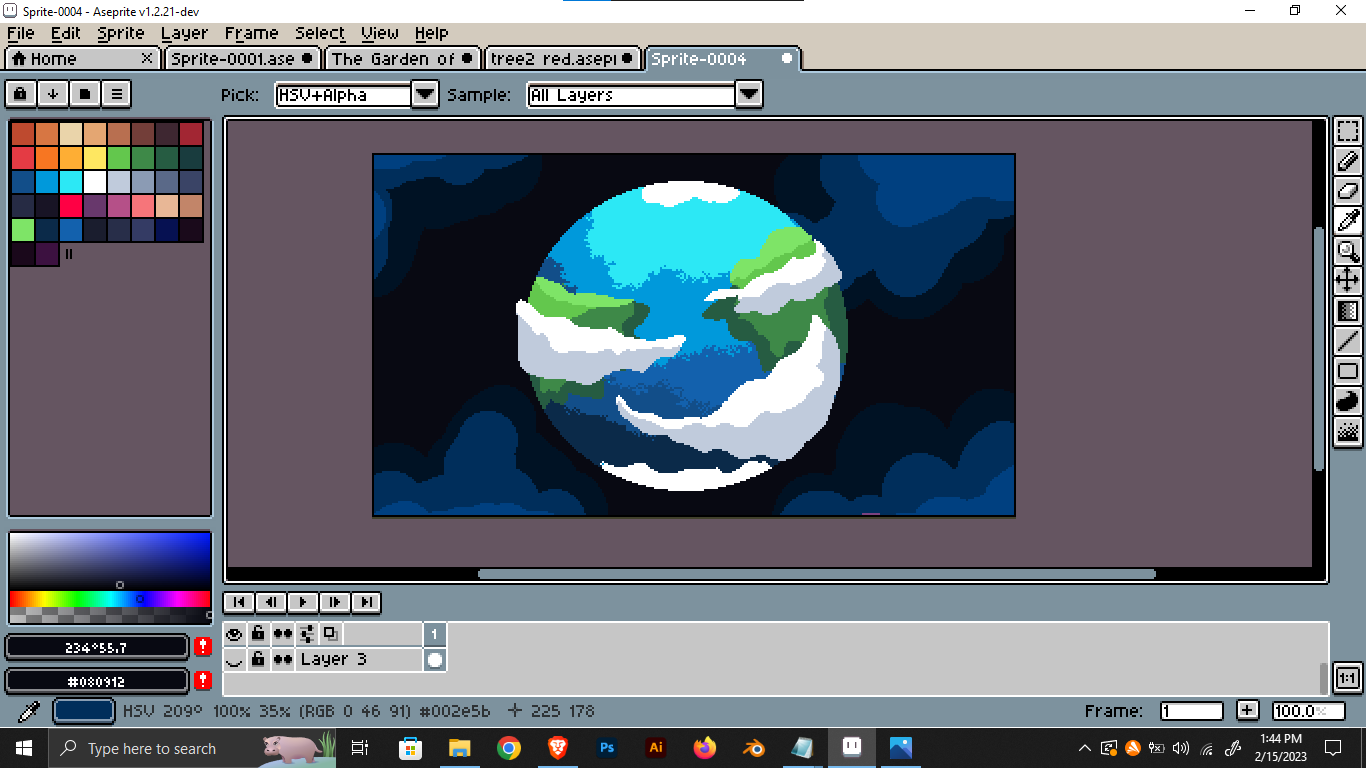 Sprite-0004 - Aseprite v1.2.21-dev
File Edit Sprite Layer Frame Select View Help
Home Sprite-0001.ase The Garden of tree2 red.asep Sprite-0004
Pick: HSV+Alpha Sample: All Layers
1
Layer 3
234°55.7
#080912
HSV 209° 100% 35% (RGB 0 46 91) #002e5b 225 178 Frame: 1 100.0%
1:1
Type here to search Ps Ai 1:44 PM
2/15/2023